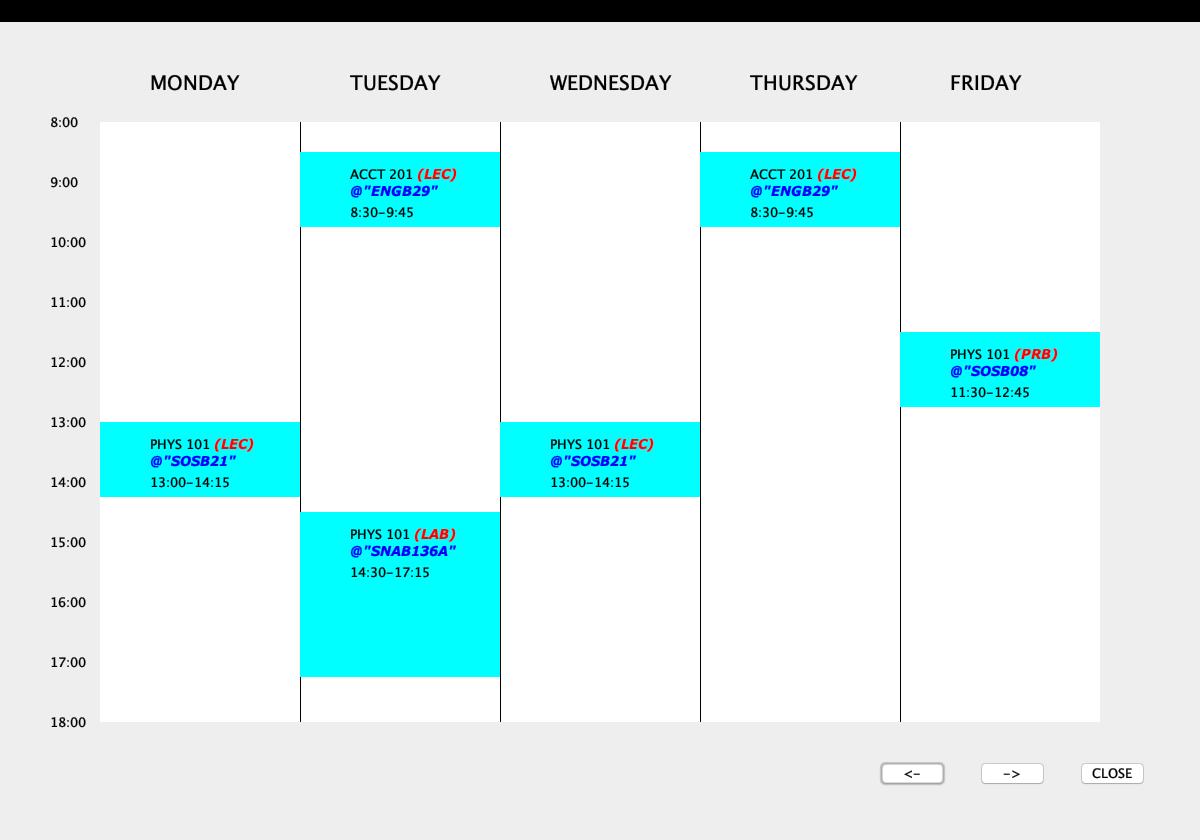 MONDAY TUESDAY WEDNESDAY THURSDAY FRIDAY
8:00
ACCT 201 (LEC) ACCT 201 (LEC)
9:00
@"ENGB29" @"ENGB29"
8:30-9:45 8:30-9:45
10:00
11:00
PHYS 101 (PRB)
12:00
@"SOSB08"
11:30-12:45
13:00
PHYS 101 (LEC) PHYS 101 (LEC)
@"SOSB21" @"SOSB21"
14:00 13:00-14:15 13:00-14:15
PHYS 101 (LAB)
15:00
@"SNAB136A"
14:30-17:15
16:00
17:00
18:00
<- -> CLOSE